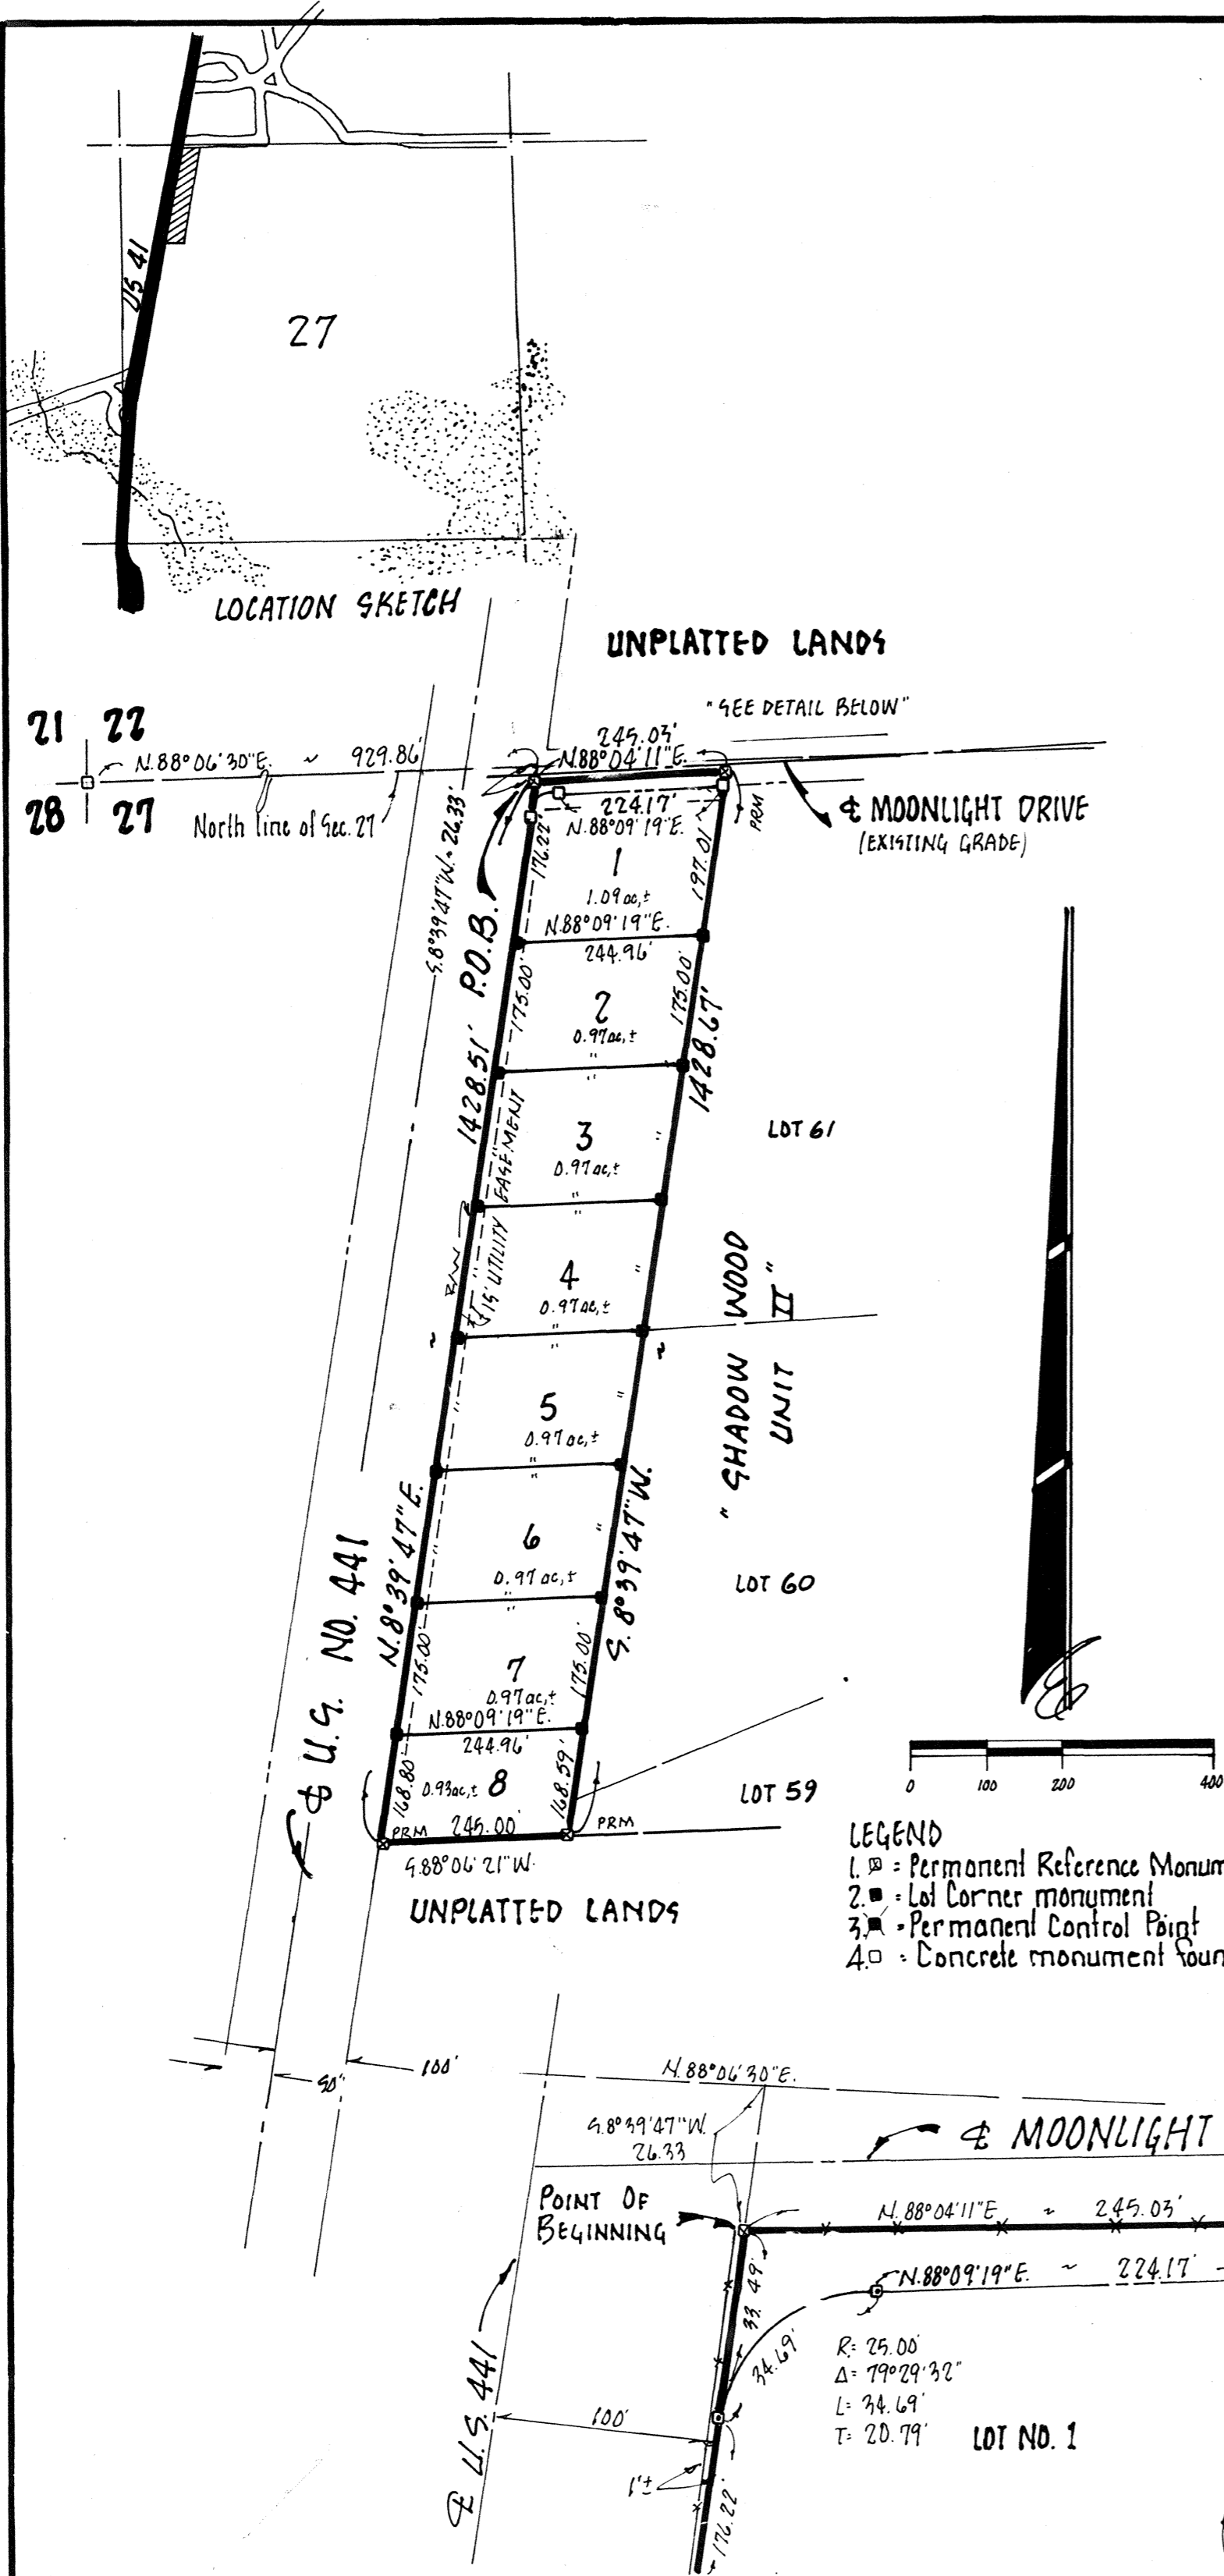 US 41
27
LOCATION SKETCH
UNPLATTED LANDS
"SEE DETAIL BELOW"
21 22
28 27
N.88°06'30"E. ~ 929.86'
North line of Sec. 27
245.03'
N.88°04'11"E.
224.17'
N.88°09'19"E.
PRM
℄ MOONLIGHT DRIVE
(EXISTING GRADE)
S.8°39'47"W. - 26.33'
P.O.B.
176.22'
197.01'
1
1.09 ac,±
N.88°09'19"E.
244.96'
175.00'
175.00'
2
0.97 ac,±
"
1428.51'
1428.67'
3
0.97 ac,±
"
"
"
LOT 61
15' UTILITY EASEMENT
R/W
4
0.97 ac,±
"
"
"
~
~
"SHADOW WOOD
UNIT II"
5
0.97 ac,±
"
"
"
6
0.97 ac,±
"
"
"
N.8°39'47"E.
S.8°39'47"W.
LOT 60
℄ U.S. NO. 441
175.00'
175.00'
7
0.97 ac,±
N.88°09'19"E.
244.96'
168.80'
168.59'
0.93 ac,± 8
LOT 59
PRM 245.00' PRM
S.88°06'21"W.
UNPLATTED LANDS
0 100 200 400
LEGEND
1. = Permanent Reference Monum
2. = Lot Corner monument
3. = Permanent Control Point
4. = Concrete monument foun
50'
100'
N.88°06'30"E.
S.8°39'47"W.
26.33
℄ MOONLIGHT
POINT OF
BEGINNING
N.88°04'11"E ~ 245.03'
N.88°09'19"E. ~ 224.17'
33.49'
34.69'
R= 25.00'
Δ= 79°29'32"
L= 34.69'
T= 20.79'
LOT NO. 1
℄ U.S. 441
100'
1'±
176.22'